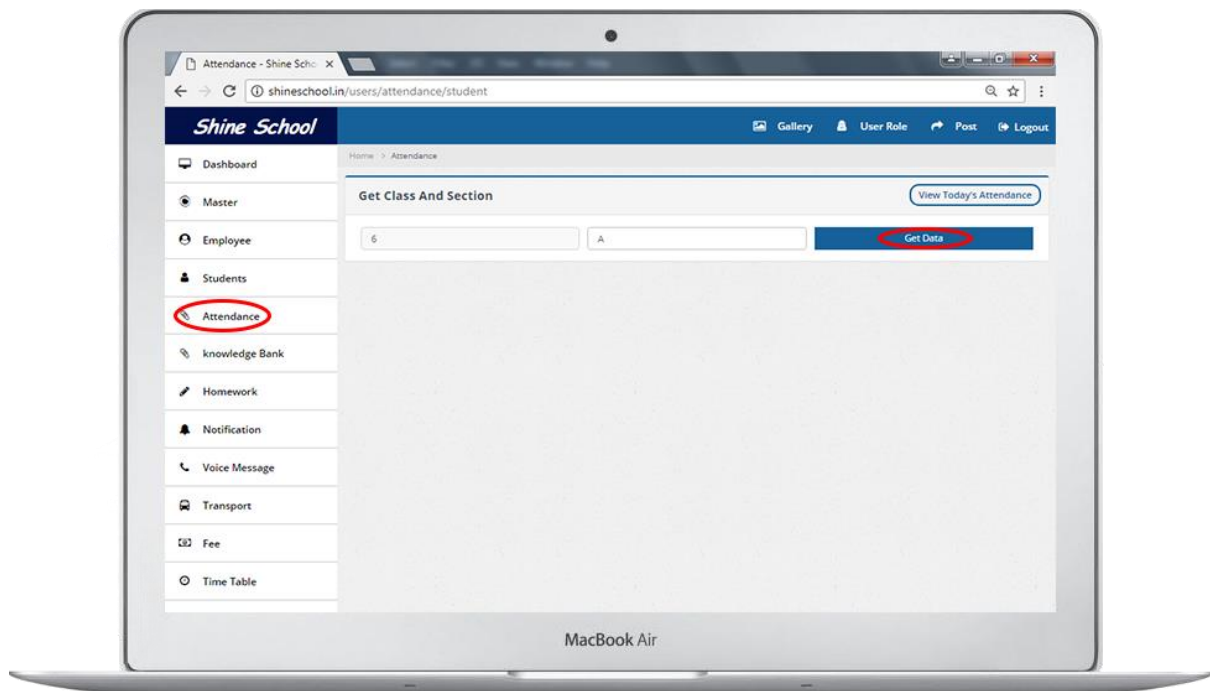 Attendance - Shine Scho
shineschool.in/users/attendance/student
Shine School
Gallery
User Role
Post
Logout
Dashboard
Master
Employee
Students
Attendance
knowledge Bank
Homework
Notification
Voice Message
Transport
Fee
Time Table
Home > Attendance
Get Class And Section
View Today's Attendance
6
A
Get Data
MacBook Air